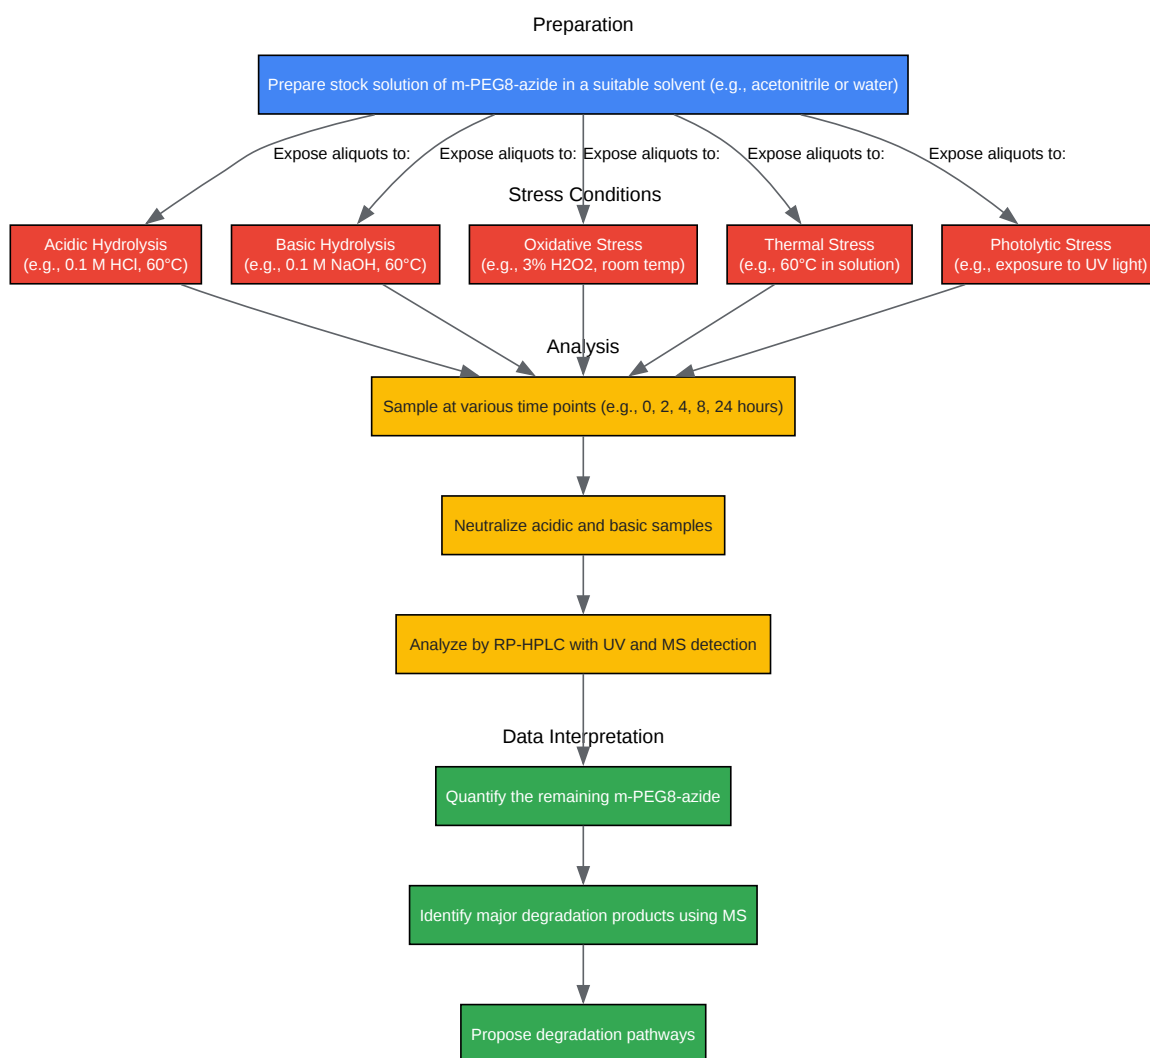 Preparation
Prepare stock solution of m-PEG8-azide in a suitable solvent (e.g., acetonitrile or water)
Expose aliquots to:
Expose aliquots to:
Expose aliquots to:
Expose aliquots to:
Expose aliquots to:
Stress Conditions
Acidic Hydrolysis
(e.g., 0.1 M HCl, 60°C)
Basic Hydrolysis
(e.g., 0.1 M NaOH, 60°C)
Oxidative Stress
(e.g., 3% H2O2, room temp)
Thermal Stress
(e.g., 60°C in solution)
Photolytic Stress
(e.g., exposure to UV light)
Analysis
Sample at various time points (e.g., 0, 2, 4, 8, 24 hours)
Neutralize acidic and basic samples
Analyze by RP-HPLC with UV and MS detection
Data Interpretation
Quantify the remaining m-PEG8-azide
Identify major degradation products using MS
Propose degradation pathways